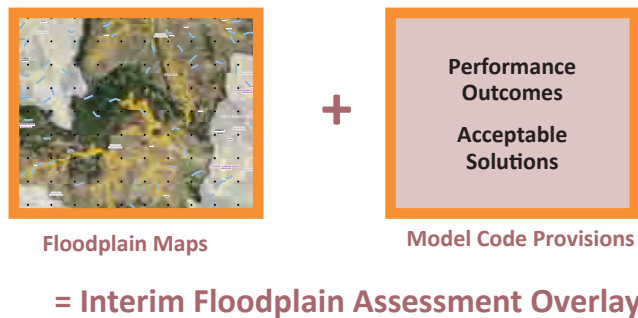 +
Performance
Outcomes
Acceptable
Solutions
Floodplain Maps
Model Code Provisions
= Interim Floodplain Assessment Overlay